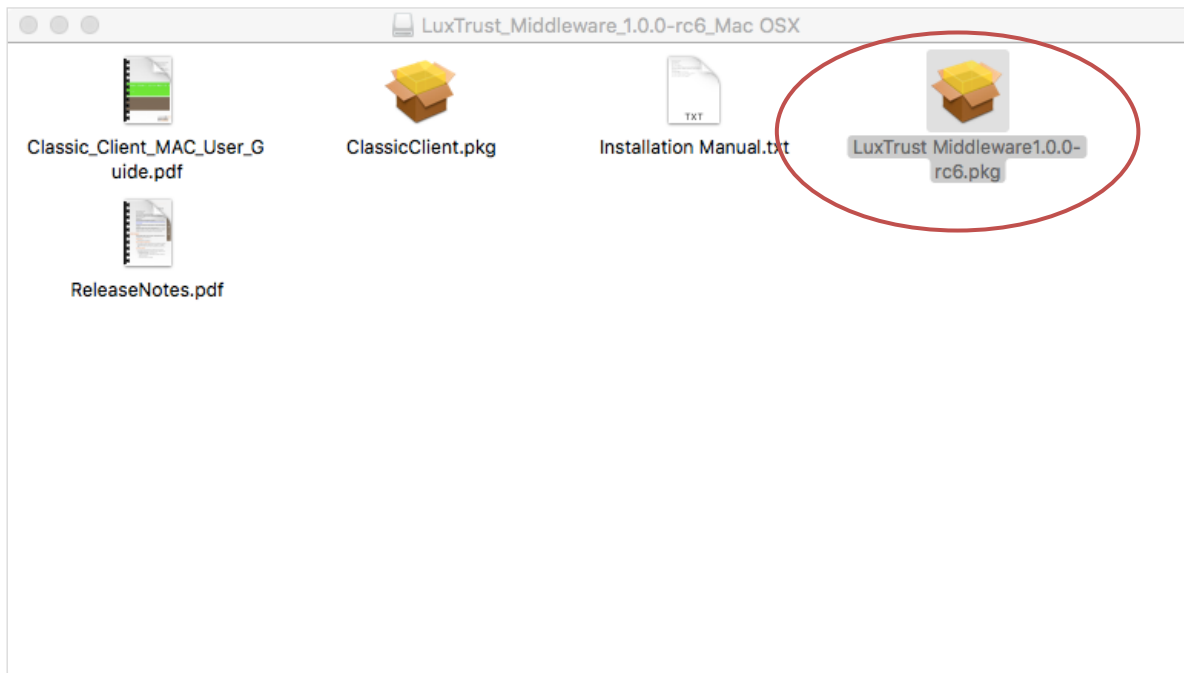 LuxTrust_Middleware_1.0.0-rc6_Mac OSX
TXT
Classic_Client_MAC_User_G
uide.pdf
ClassicClient.pkg
Installation Manual.txt
LuxTrust Middleware1.0.0-
rc6.pkg
ReleaseNotes.pdf